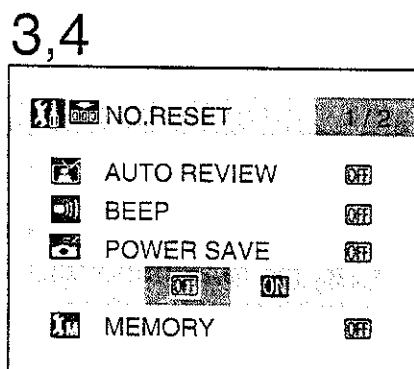 3,4
NO.RESET 1/2
AUTO REVIEW OFF
BEEP OFF
POWER SAVE OFF
OFF ON
MEMORY OFF